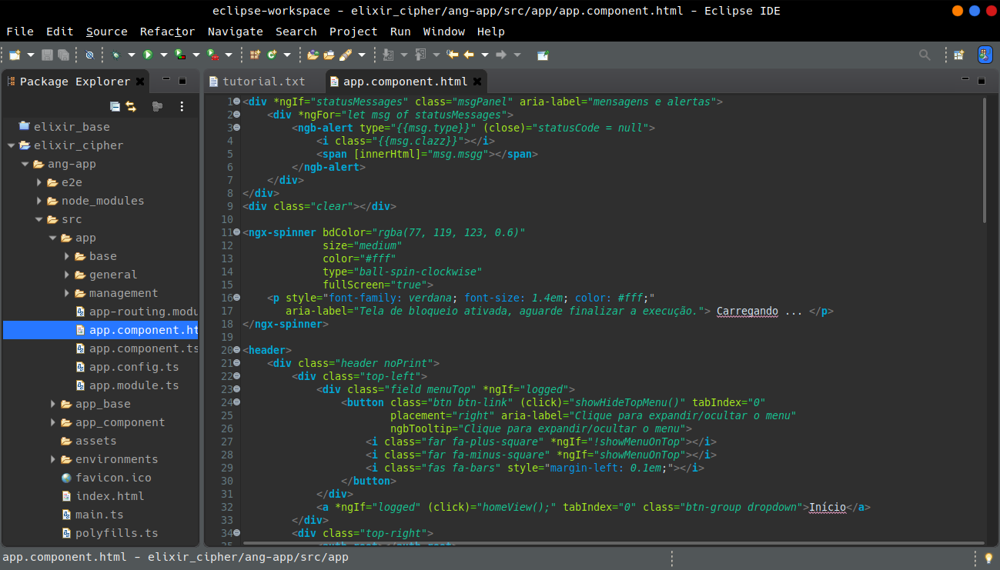 eclipse-workspace - elixir_cipher/ang-app/src/app/app.component.html - Eclipse IDE
File Edit Source Refactor Navigate Search Project Run Window Help
Package Explorer
elixir_base
elixir_cipher
ang-app
e2e
node_modules
src
app
base
general
management
app-routing.modu
app.component.ht
app.component.ts
app.config.ts
app.module.ts
app_base
app_component
assets
environments
favicon.ico
index.html
main.ts
polyfills.ts
tutorial.txt
app.component.html
1 <div *ngIf="statusMessages" class="msgPanel" aria-label="mensagens e alertas">
2 <div *ngFor="let msg of statusMessages">
3 <ngb-alert type="{{msg.type}}" (close)="statusCode = null">
4 <i class="{{msg.clazz}}"></i>
5 <span [innerHtml]="msg.msgg"></span>
6 </ngb-alert>
7 </div>
8 </div>
9 <div class="clear"></div>
10
11 <ngx-spinner bdColor="rgba(77, 119, 123, 0.6)"
12 size="medium"
13 color="#fff"
14 type="ball-spin-clockwise"
15 fullScreen="true">
16 <p style="font-family: verdana; font-size: 1.4em; color: #fff;"
17 aria-label="Tela de bloqueio ativada, aguarde finalizar a execução."> Carregando ... </p>
18 </ngx-spinner>
19
20 <header>
21 <div class="header noPrint">
22 <div class="top-left">
23 <div class="field menuTop" *ngIf="logged">
24 <button class="btn btn-link" (click)="showHideTopMenu()" tabIndex="0"
25 placement="right" aria-label="Clique para expandir/ocultar o menu"
26 ngbTooltip="Clique para expandir/ocultar o menu">
27 <i class="far fa-plus-square" *ngIf="!showMenuOnTop"></i>
28 <i class="far fa-minus-square" *ngIf="showMenuOnTop"></i>
29 <i class="fas fa-bars" style="margin-left: 0.1em;"></i>
30 </button>
31 </div>
32 <a *ngIf="logged" (click)="homeView();" tabIndex="0" class="btn-group dropdown">Início</a>
33 </div>
34 <div class="top-right">
app.component.html - elixir_cipher/ang-app/src/app